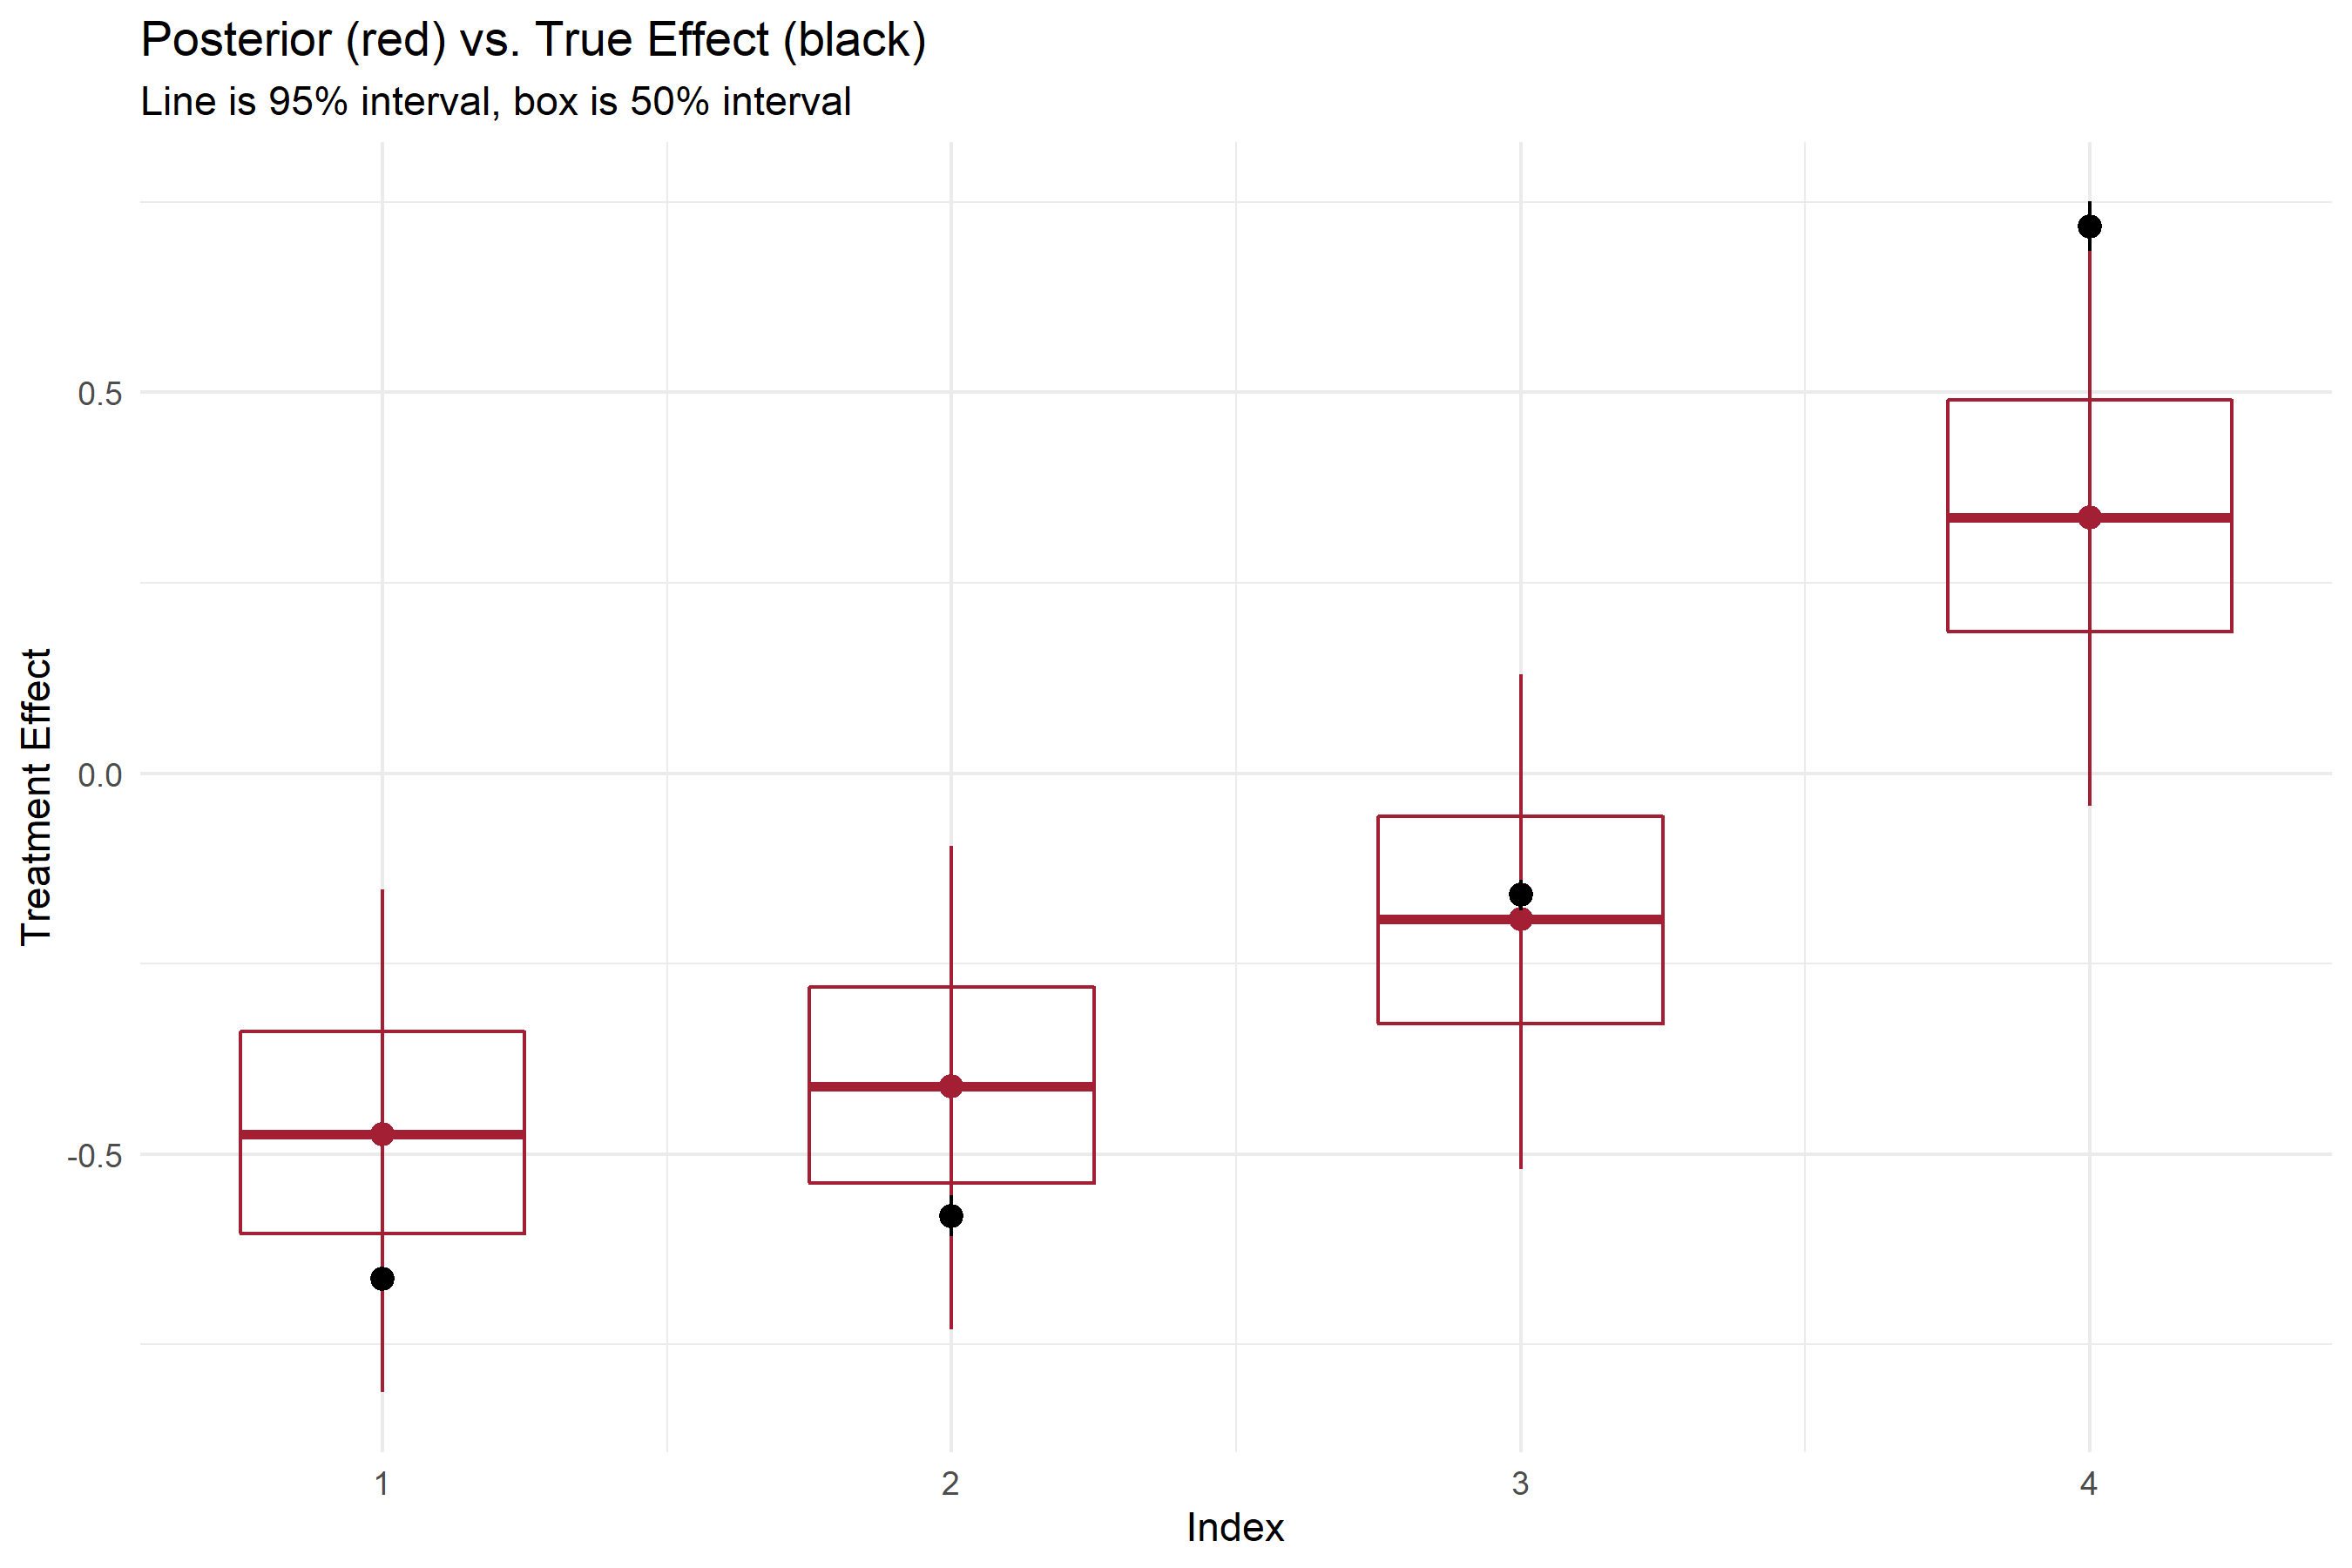 Posterior (red) vs. True Effect (black)
Line is 95% interval, box is 50% interval
Treatment Effect
0.5
0.0
-0.5
1 2 3 4
Index